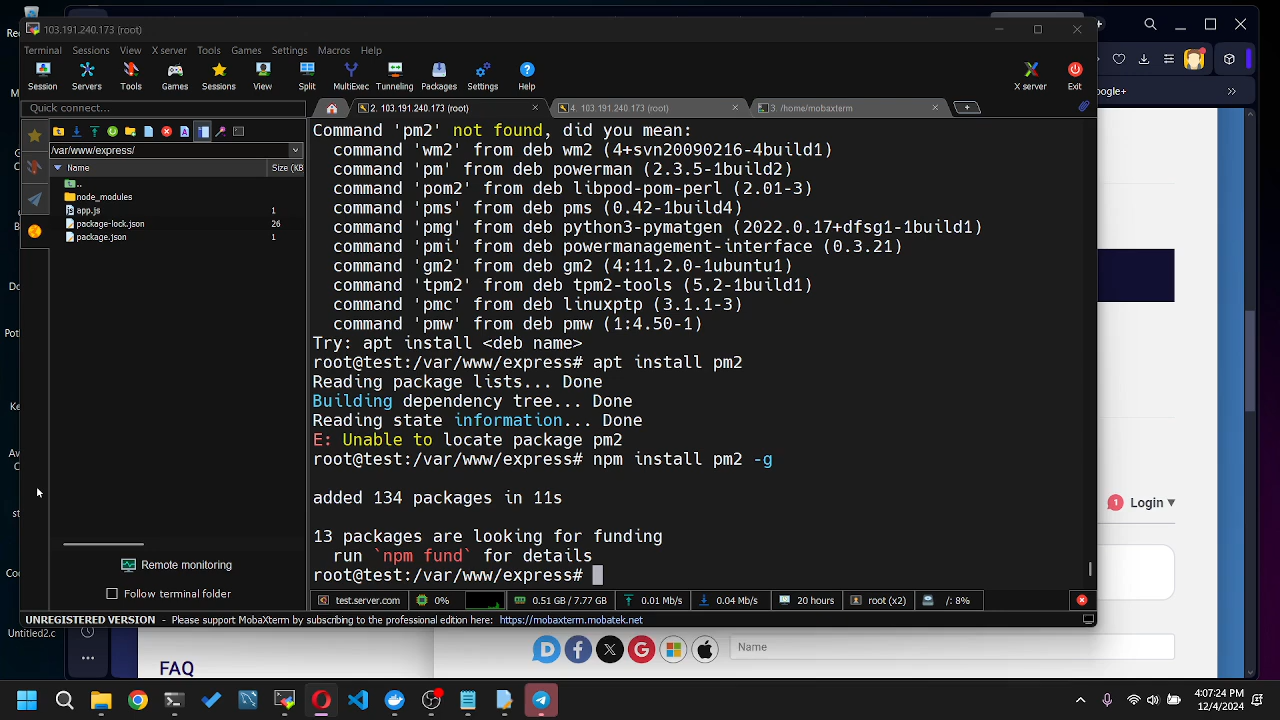 Re
103.191.240.173 (root)
Terminal Sessions View X server Tools Games Settings Macros Help
Session Servers Tools Games Sessions View Split MultiExec Tunneling Packages Settings Help X server Exit
Quick connect...
2. 103.191.240.173 (root)
4. 103.191.240.173 (root)
3. /home/mobaxterm
oogle+
/var/www/express/
Name
Size (KB
..
node_modules
app.js 1
package-lock.json 26
package.json 1
Command 'pm2' not found, did you mean:
command 'wm2' from deb wm2 (4+svn20090216-4build1)
command 'pm' from deb powerman (2.3.5-1build2)
command 'pom2' from deb libpod-pom-perl (2.01-3)
command 'pms' from deb pms (0.42-1build4)
command 'pmg' from deb python3-pymatgen (2022.0.17+dfsg1-1build1)
command 'pmi' from deb powermanagement-interface (0.3.21)
command 'gm2' from deb gm2 (4:11.2.0-1ubuntu1)
command 'tpm2' from deb tpm2-tools (5.2-1build1)
command 'pmc' from deb linuxptp (3.1.1-3)
command 'pmw' from deb pmw (1:4.50-1)
Try: apt install <deb name>
root@test:/var/www/express# apt install pm2
Reading package lists... Done
Building dependency tree... Done
Reading state information... Done
E: Unable to locate package pm2
root@test:/var/www/express# npm install pm2 -g
added 134 packages in 11s
13 packages are looking for funding
run `npm fund` for details
root@test:/var/www/express#
Remote monitoring
Follow terminal folder
test.server.com 0% 0.51 GB / 7.77 GB 0.01 Mb/s 0.04 Mb/s 20 hours root (x2) /: 8%
UNREGISTERED VERSION - Please support MobaXterm by subscribing to the professional edition here: https://mobaxterm.mobatek.net
1 Login ▼
Untitled2.c
FAQ
Name
4:07:24 PM
12/4/2024